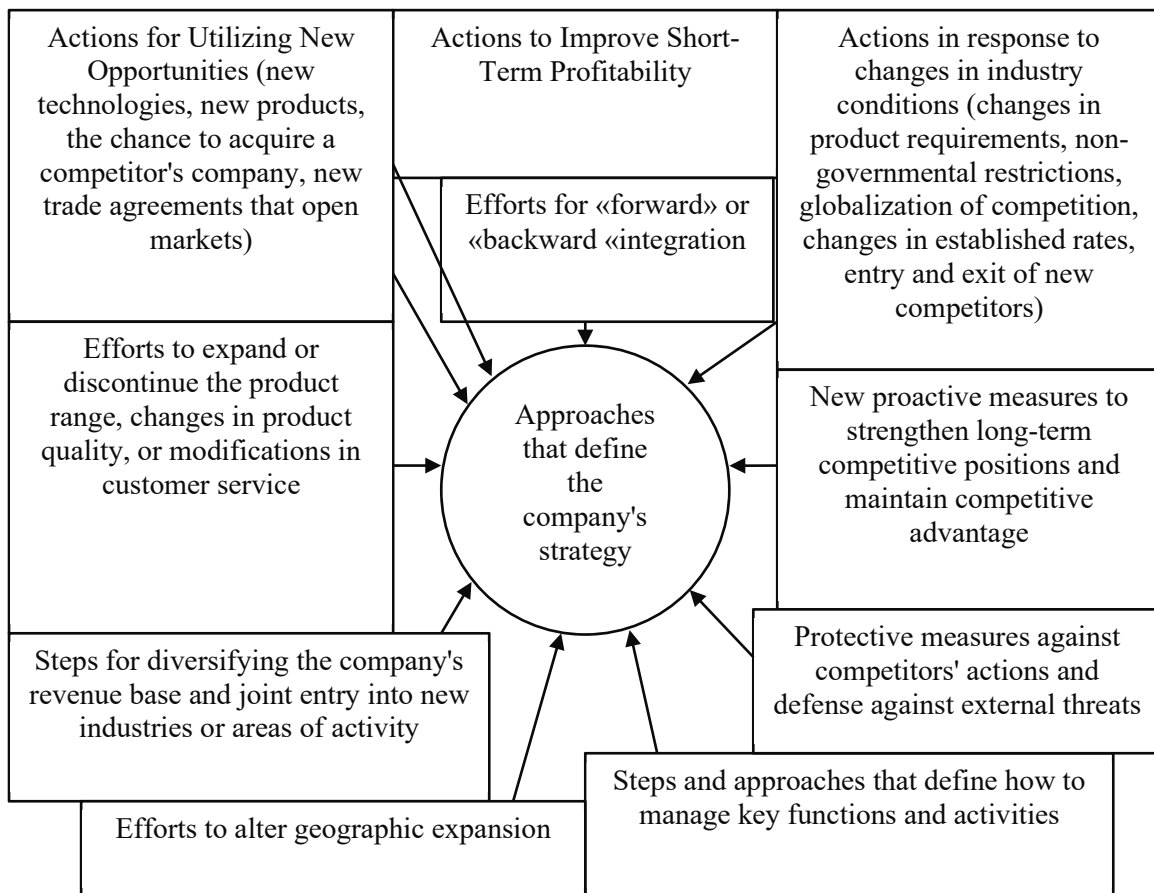 Actions for Utilizing New
Opportunities (new
technologies, new products,
the chance to acquire a
competitor's company, new
trade agreements that open
markets)
Actions to Improve Short-
Term Profitability
Actions in response to
changes in industry
conditions (changes in
product requirements, non-
governmental restrictions,
globalization of competition,
changes in established rates,
entry and exit of new
competitors)
Efforts for «forward» or
«backward «integration
Efforts to expand or
discontinue the product
range, changes in product
quality, or modifications in
customer service
Approaches
that define
the
company's
strategy
New proactive measures to
strengthen long-term
competitive positions and
maintain competitive
advantage
Steps for diversifying the company's
revenue base and joint entry into new
industries or areas of activity
Protective measures against
competitors' actions and
defense against external threats
Efforts to alter geographic expansion
Steps and approaches that define how to
manage key functions and activities